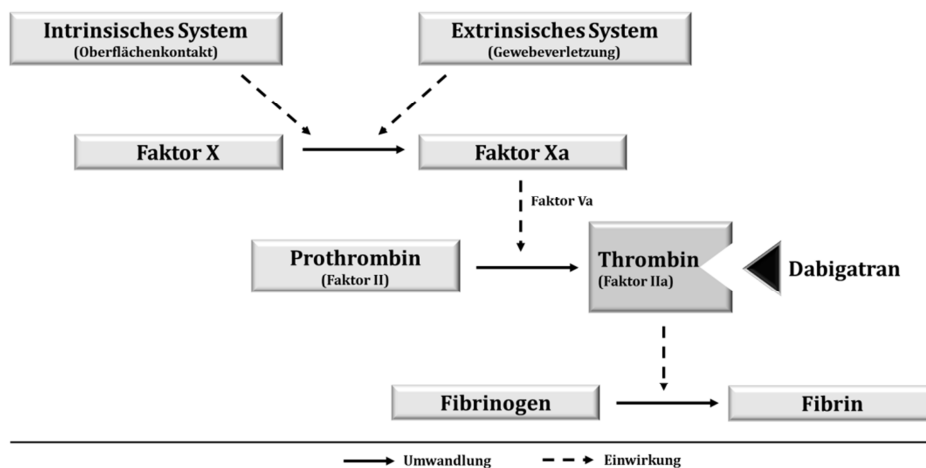 Intrinsisches System
(Oberflächenkontakt)
Extrinsisches System
(Gewebeverletzung)
Faktor X
Faktor Xa
Faktor Va
Prothrombin
(Faktor II)
Thrombin
(Faktor IIa)
Dabigatran
Fibrinogen
Fibrin
Umwandlung
Einwirkung